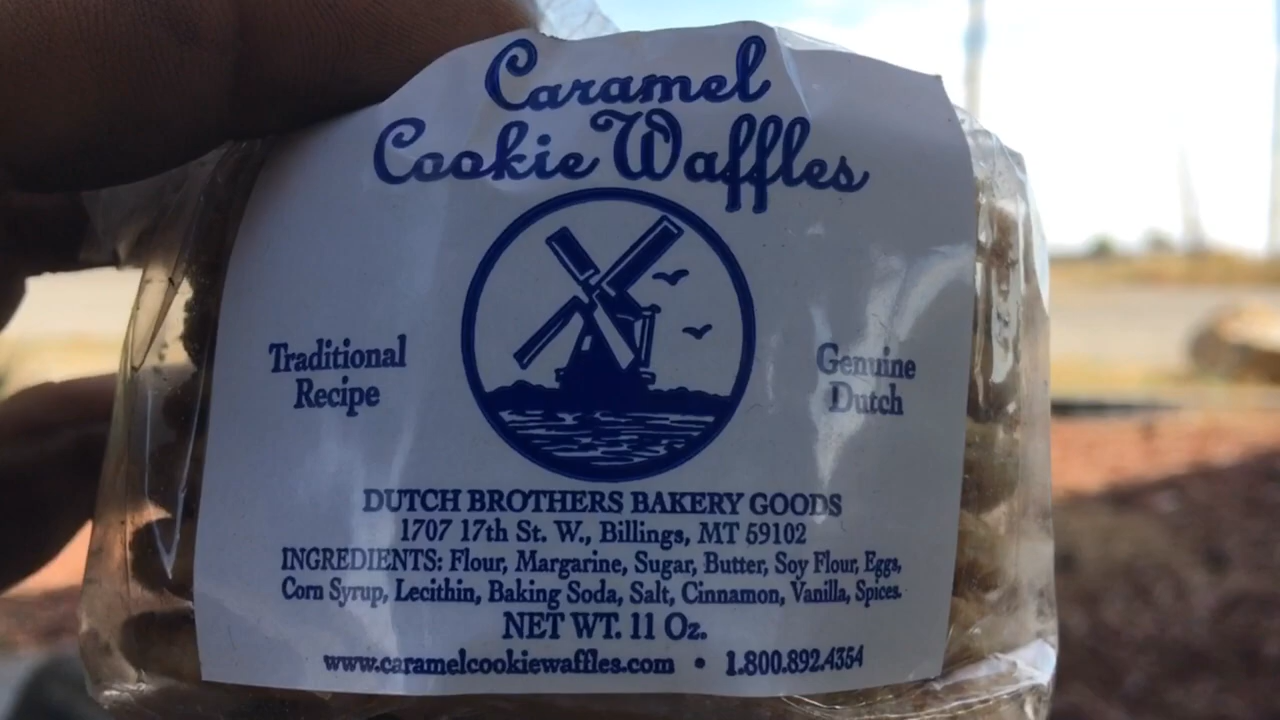 Caramel
Cookie Waffles
Traditional
Recipe
Genuine
Dutch
DUTCH BROTHERS BAKERY GOODS
1707 17th St. W., Billings, MT 59102
INGREDIENTS: Flour, Margarine, Sugar, Butter, Soy Flour, Eggs,
Corn Syrup, Lecithin, Baking Soda, Salt, Cinnamon, Vanilla, Spices.
NET WT. 11 Oz.
www.caramelcookiewaffles.com • 1.800.892.4354